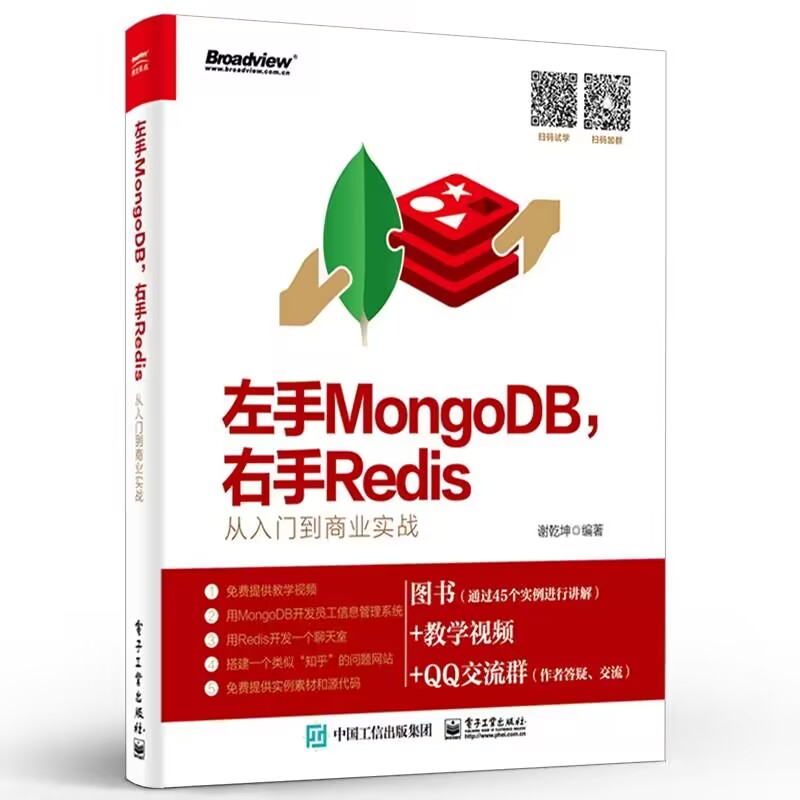 Broadview®
www.broadview.com.cn
扫码试学
扫码加群
左手MongoDB,
右手Redis
从入门到商业实战
谢乾坤◎编著
1 免费提供教学视频
2 用MongoDB开发员工信息管理系统
3 用Redis开发一个聊天室
4 搭建一个类似“知乎”的问题网站
5 免费提供实例素材和源代码
图书(通过45个实例进行讲解)
+教学视频
+QQ交流群(作者答疑、交流)
中国工信出版集团
电子工业出版社
http://www.phei.com.cn
Broadview
左手MongoDB,右手Redis
从入门到商业实战
电子工业出版社